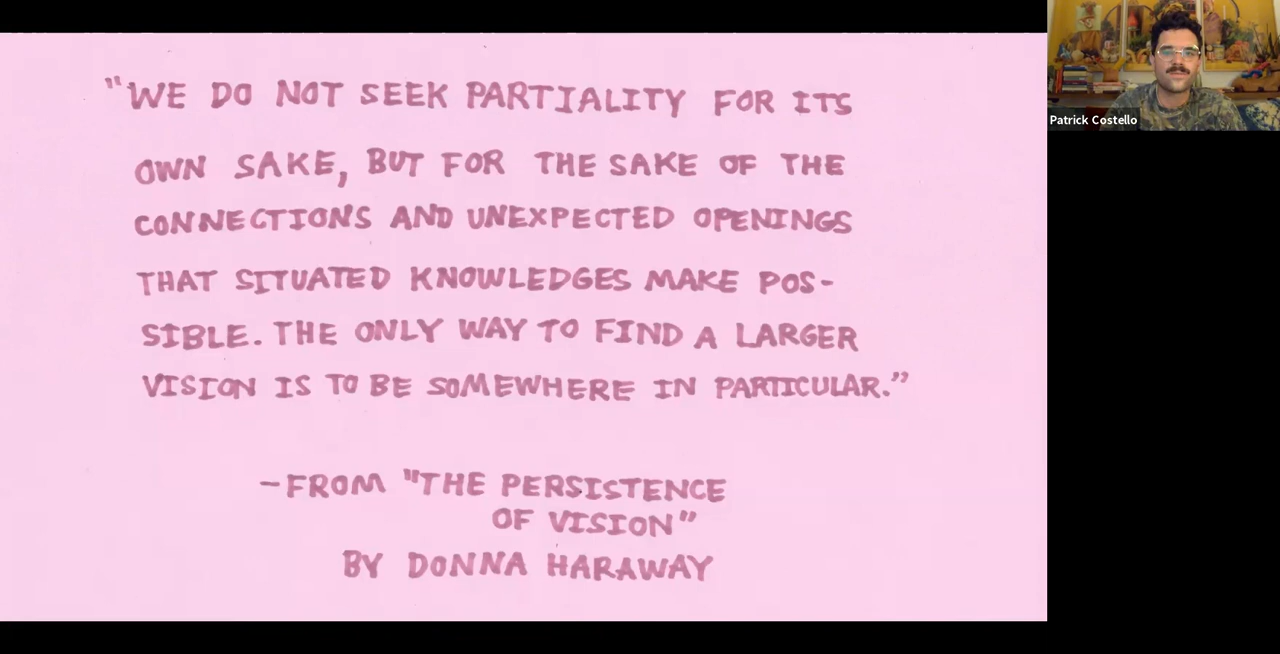 "WE DO NOT SEEK PARTIALITY FOR ITS
OWN SAKE, BUT FOR THE SAKE OF THE
CONNECTIONS AND UNEXPECTED OPENINGS
THAT SITUATED KNOWLEDGES MAKE POS-
SIBLE. THE ONLY WAY TO FIND A LARGER
VISION IS TO BE SOMEWHERE IN PARTICULAR."
-FROM "THE PERSISTENCE
OF VISION"
BY DONNA HARAWAY
Patrick Costello